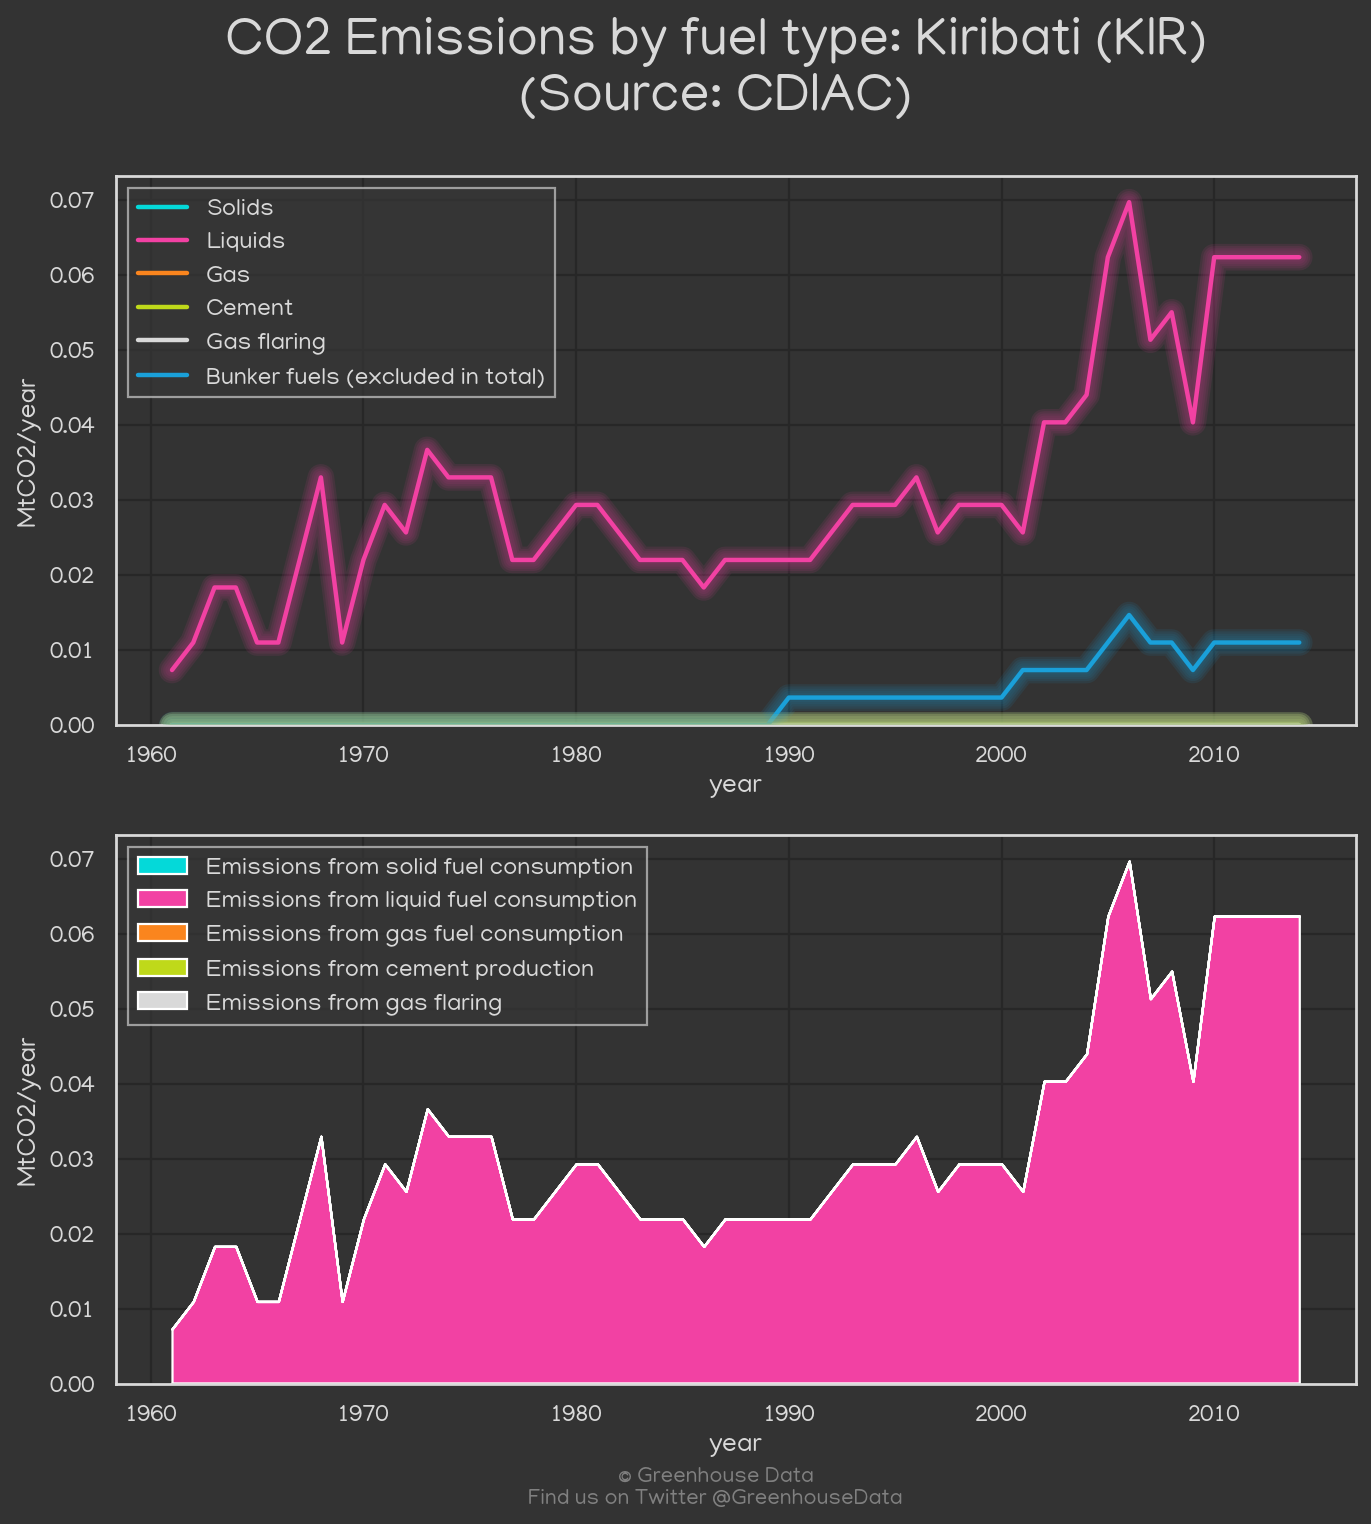 CO2 Emissions by fuel type: Kiribati (KIR)
(Source: CDIAC)
0.07
0.06
0.05
0.04
0.03
0.02
0.01
0.00
MtCO2/year
Solids
Liquids
Gas
Cement
Gas flaring
Bunker fuels (excluded in total)
1960 1970 1980 1990 2000 2010
year
0.07
0.06
0.05
0.04
0.03
0.02
0.01
0.00
MtCO2/year
Emissions from solid fuel consumption
Emissions from liquid fuel consumption
Emissions from gas fuel consumption
Emissions from cement production
Emissions from gas flaring
1960 1970 1980 1990 2000 2010
year
© Greenhouse Data
Find us on Twitter @GreenhouseData